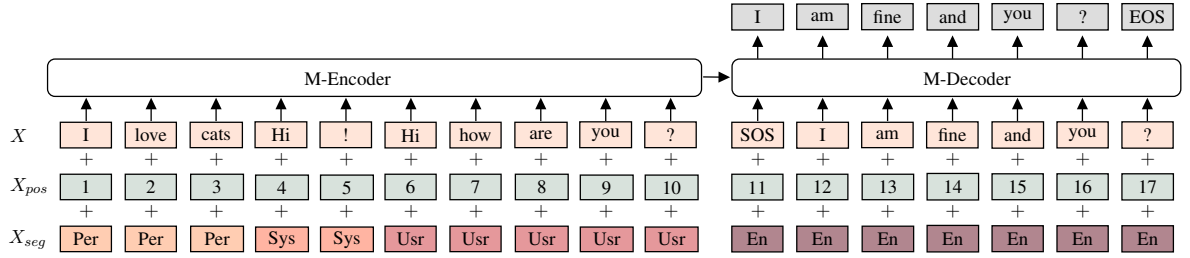 I am fine and you ? EOS
M-Encoder M-Decoder
X I love cats Hi ! Hi how are you ? SOS I am fine and you ?
+ + + + + + + + + + + + + + + + +
X_pos 1 2 3 4 5 6 7 8 9 10 11 12 13 14 15 16 17
+ + + + + + + + + + + + + + + + +
X_seg Per Per Per Sys Sys Usr Usr Usr Usr Usr En En En En En En En